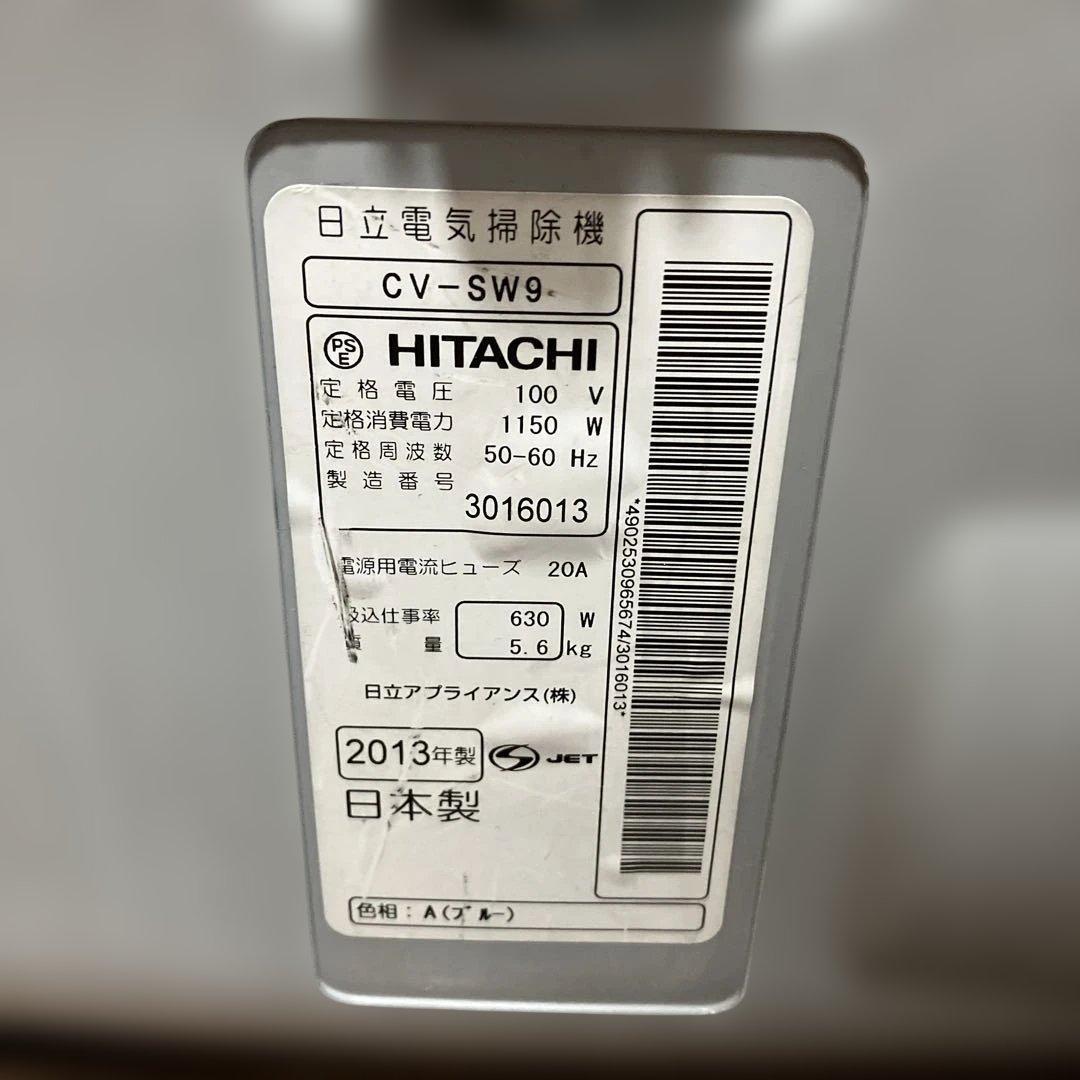 日立電気掃除機
CV-SW9
PSE HITACHI
定格電圧 100 V
定格消費電力 1150 W
定格周波数 50-60 Hz
製造番号
3016013
電源用電流ヒューズ 20A
吸込仕事率 630 W
質量 5.6 kg
日立アプライアンス(株)
2013年製 JET
日本製
色相:A(ブルー)
*4902530965674/3016013*